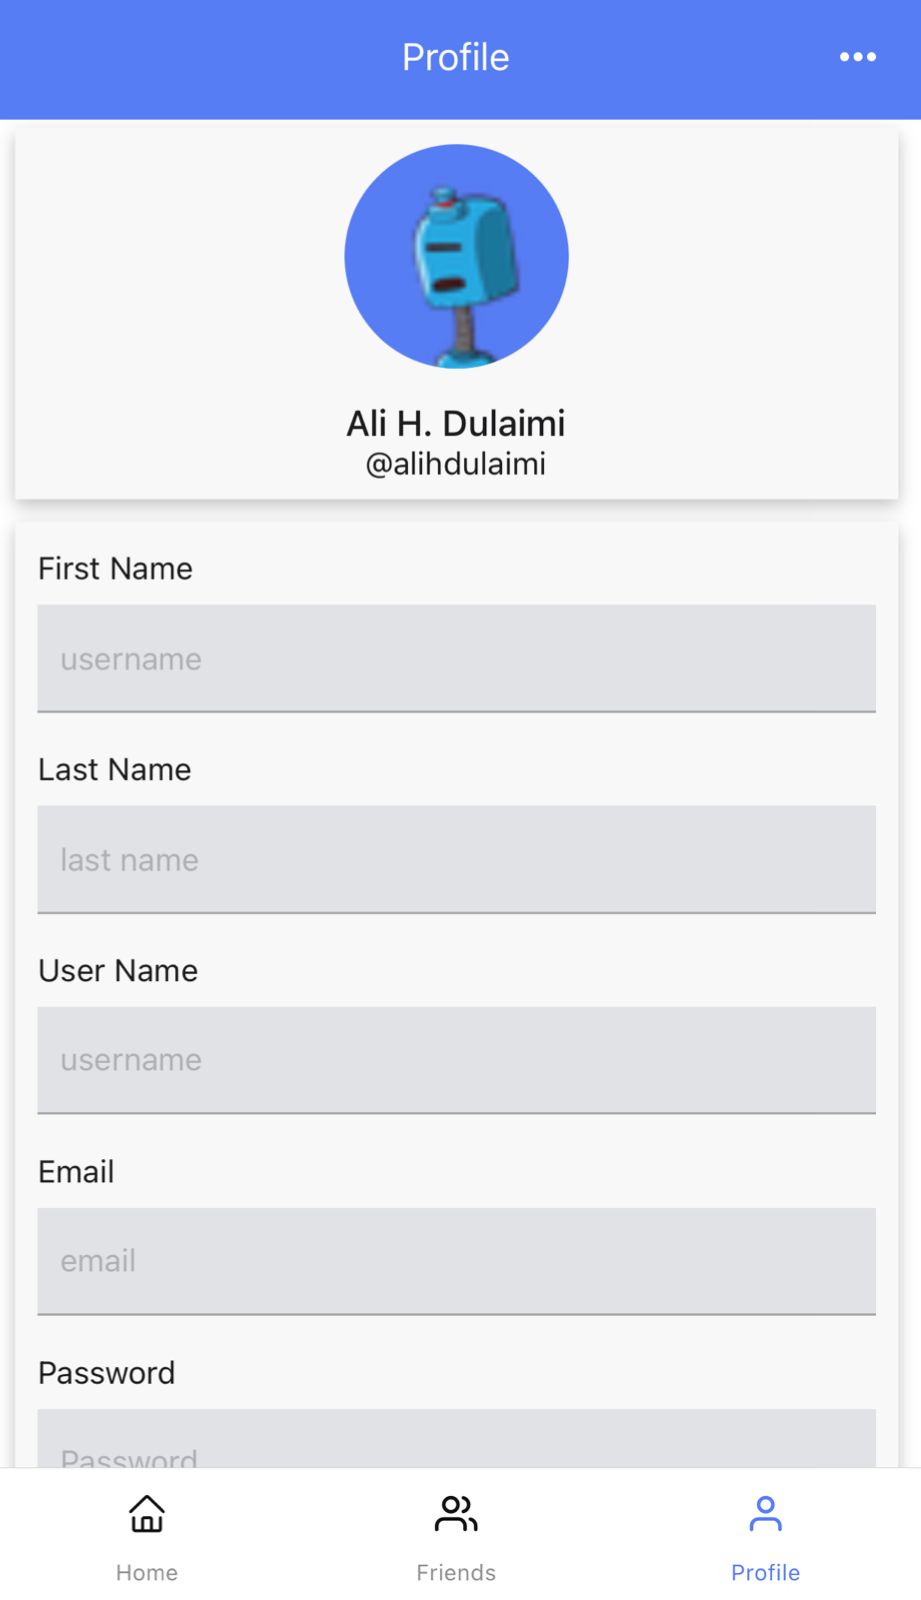 Profile
Ali H. Dulaimi
@alihdulaimi
First Name
username
Last Name
last name
User Name
username
Email
email
Password
Password
Home
Friends
Profile